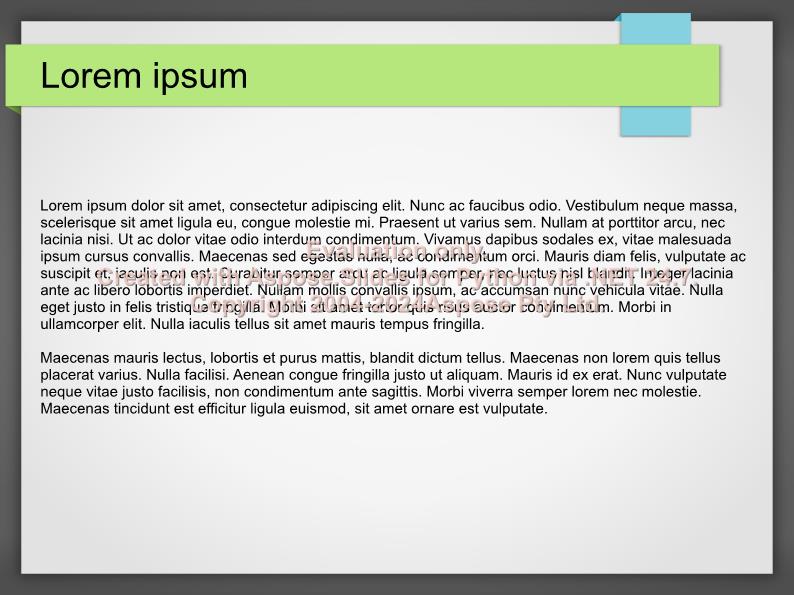 Lorem ipsum
Lorem ipsum dolor sit amet, consectetur adipiscing elit. Nunc ac faucibus odio. Vestibulum neque massa,
scelerisque sit amet ligula eu, congue molestie mi. Praesent ut varius sem. Nullam at porttitor arcu, nec
lacinia nisi. Ut ac dolor vitae odio interdum condimentum. Vivamus dapibus sodales ex, vitae malesuada
ipsum cursus convallis. Maecenas sed egestas nulla, ac condimentum orci. Mauris diam felis, vulputate ac
suscipit et, iaculis non est. Curabitur semper arcu ac ligula semper, nec luctus nisl blandit. Integer lacinia
ante ac libero lobortis imperdiet. Nullam mollis convallis ipsum, ac accumsan nunc vehicula vitae. Nulla
eget justo in felis tristique fringilla. Morbi sit amet tortor quis risus auctor condimentum. Morbi in
ullamcorper elit. Nulla iaculis tellus sit amet mauris tempus fringilla.
Maecenas mauris lectus, lobortis et purus mattis, blandit dictum tellus. Maecenas non lorem quis tellus
placerat varius. Nulla facilisi. Aenean congue fringilla justo ut aliquam. Mauris id ex erat. Nunc vulputate
neque vitae justo facilisis, non condimentum ante sagittis. Morbi viverra semper lorem nec molestie.
Maecenas tincidunt est efficitur ligula euismod, sit amet ornare est vulputate.
Evaluation only.
Created with Aspose.Slides for Python via .NET 24.7.
Copyright 2004-2024Aspose Pty Ltd.